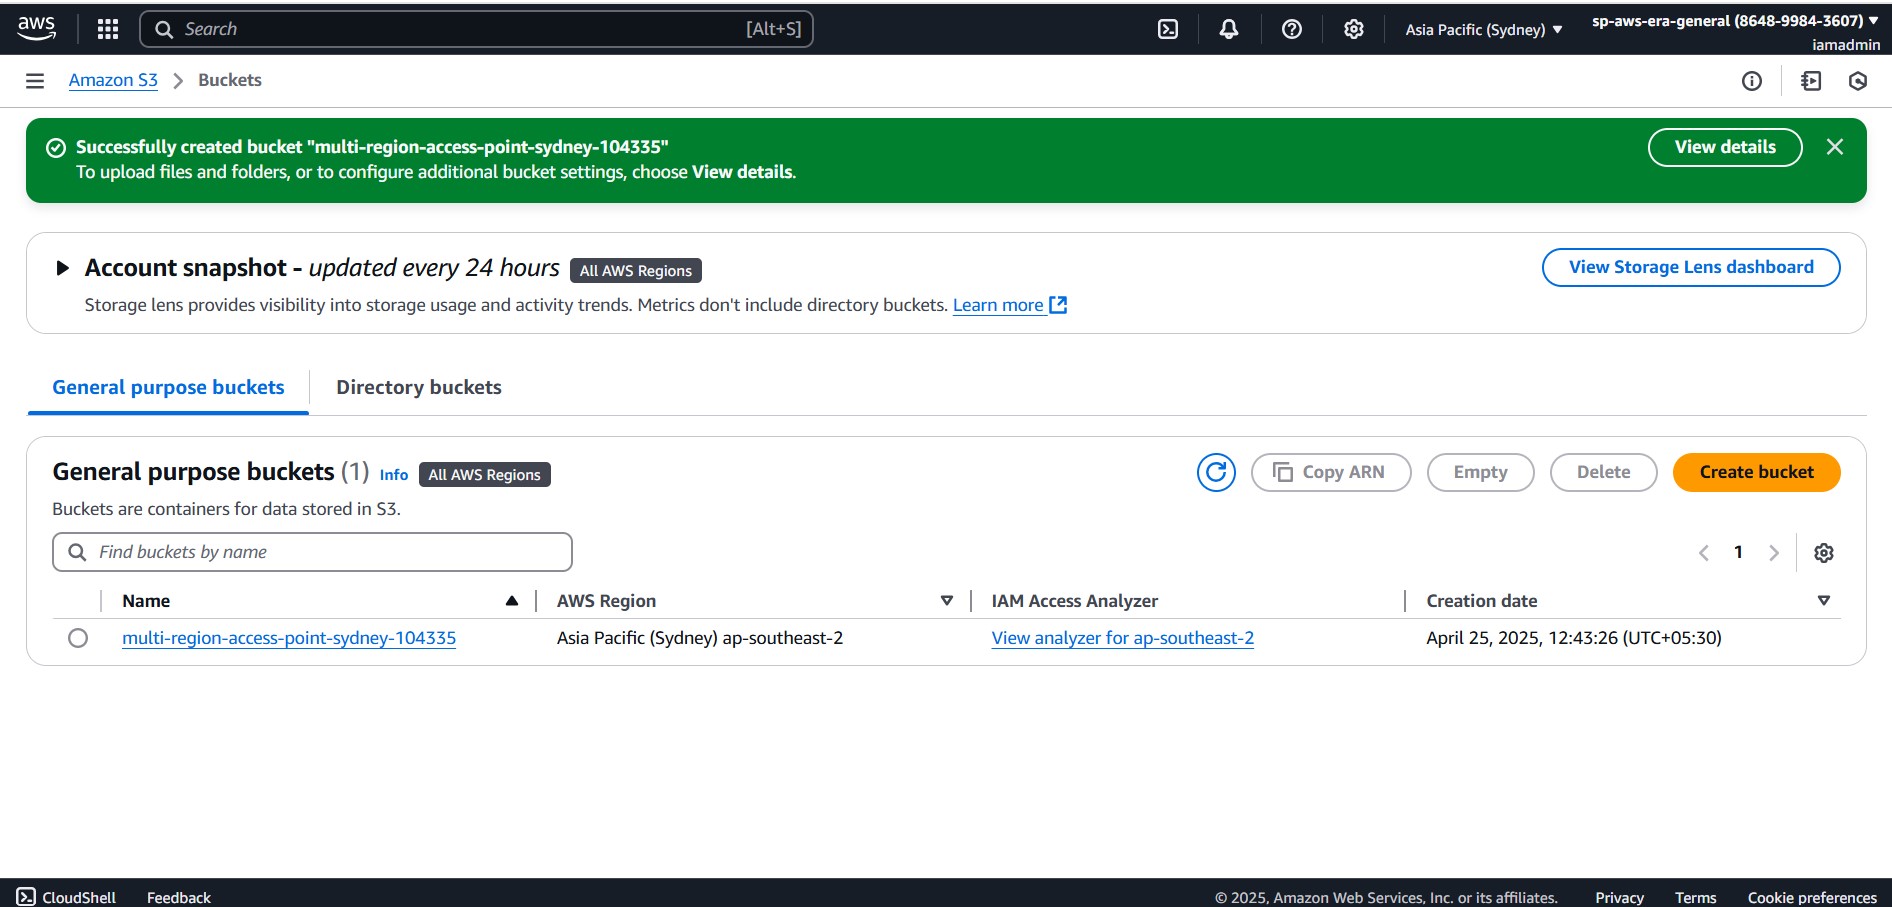 aws Search [Alt+S] Asia Pacific (Sydney) sp-aws-era-general (8648-9984-3607)
iamadmin
Amazon S3 Buckets
Successfully created bucket "multi-region-access-point-sydney-104335" View details
To upload files and folders, or to configure additional bucket settings, choose View details.
Account snapshot - updated every 24 hours All AWS Regions View Storage Lens dashboard
Storage lens provides visibility into storage usage and activity trends. Metrics don't include directory buckets. Learn more
General purpose buckets Directory buckets
General purpose buckets (1) Info All AWS Regions Copy ARN Empty Delete Create bucket
Buckets are containers for data stored in S3.
Find buckets by name 1
Name AWS Region IAM Access Analyzer Creation date
multi-region-access-point-sydney-104335 Asia Pacific (Sydney) ap-southeast-2 View analyzer for ap-southeast-2 April 25, 2025, 12:43:26 (UTC+05:30)
CloudShell Feedback © 2025, Amazon Web Services, Inc. or its affiliates. Privacy Terms Cookie preferences